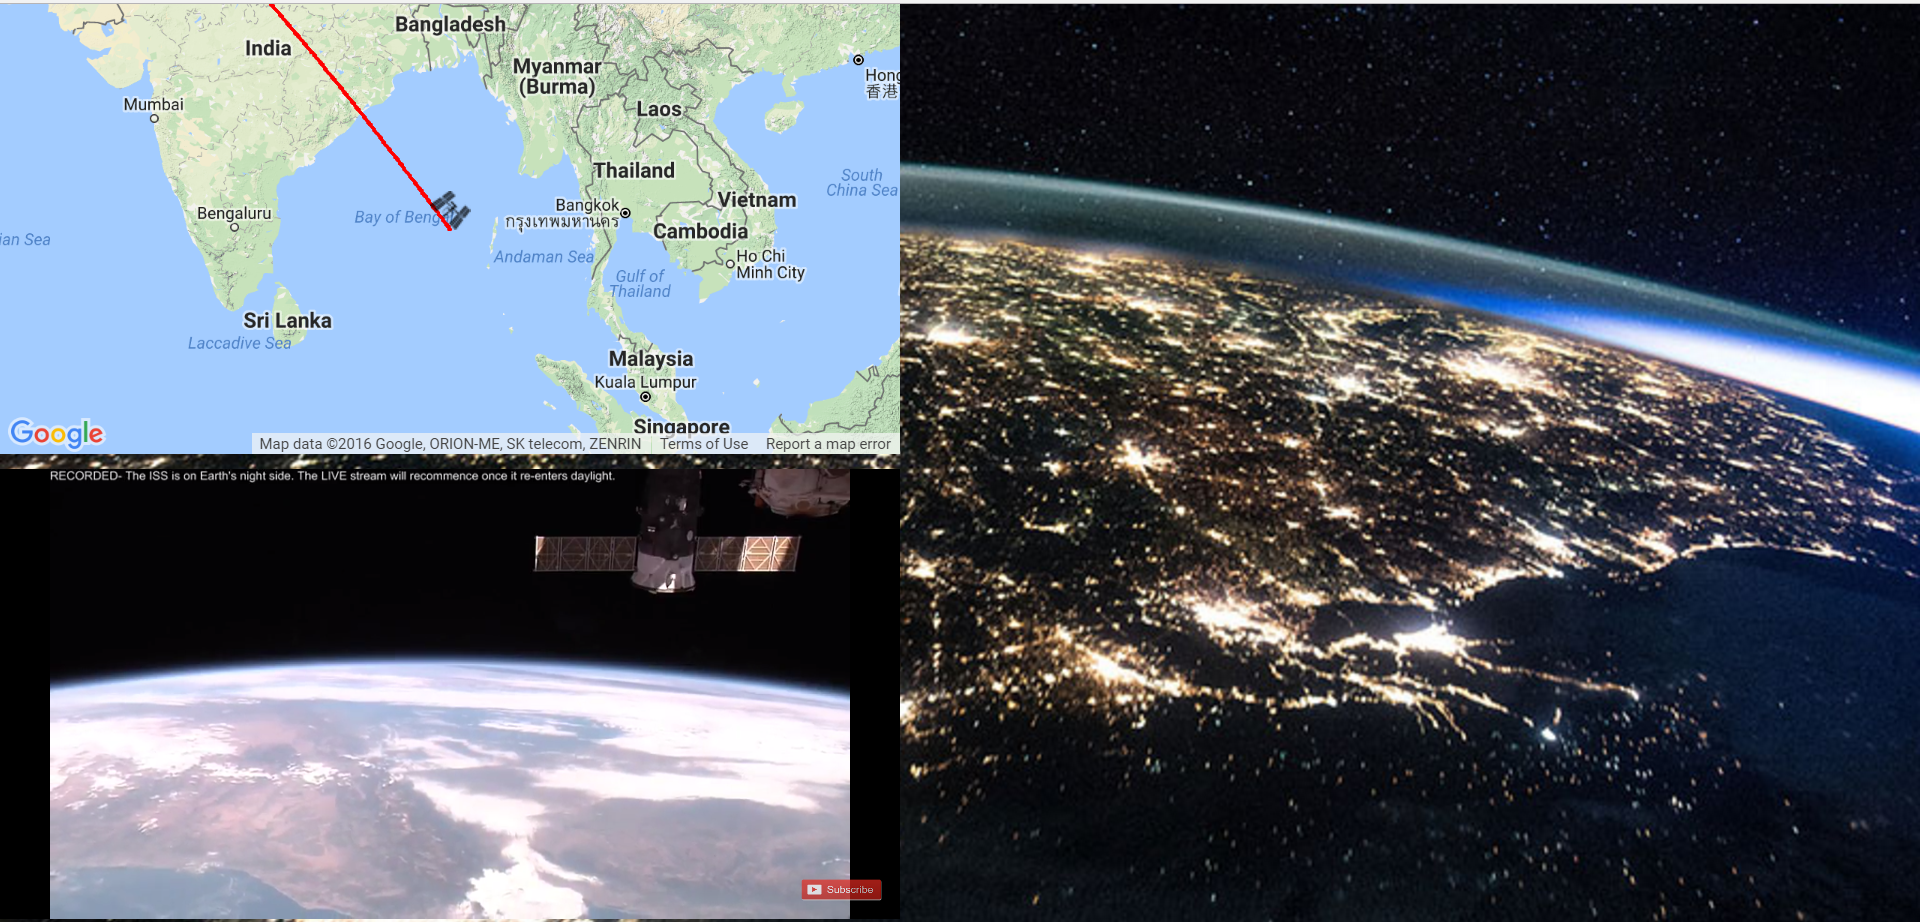 Bangladesh
India
Myanmar
(Burma)
Hong
香港
Mumbai
Laos
Thailand
South
China Sea
Vietnam
Bangkok
กรุงเทพมหานคร
Bengaluru
Bay of Beng
ian Sea
Cambodia
Andaman Sea
Ho Chi
Minh City
Gulf of
Thailand
Sri Lanka
Laccadive Sea
Malaysia
Kuala Lumpur
Singapore
Google
Map data ©2016 Google, ORION-ME, SK telecom, ZENRIN
Terms of Use
Report a map error
RECORDED- The ISS is on Earth's night side. The LIVE stream will recommence once it re-enters daylight.
Subscribe